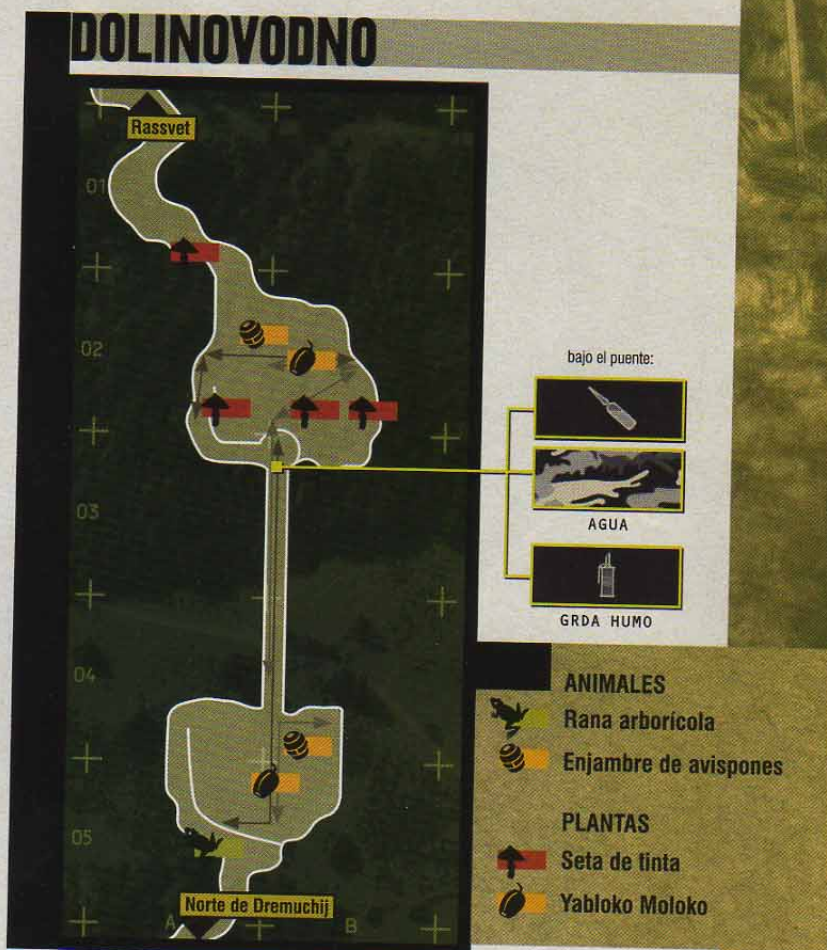 DOLINOVODNO
Rassvet
01
02
03
04
05
A
B
Norte de Dremuchij
bajo el puente:
AGUA
GRDA HUMO
ANIMALES
Rana arborícola
Enjambre de avispones
PLANTAS
Seta de tinta
Yabloko Moloko